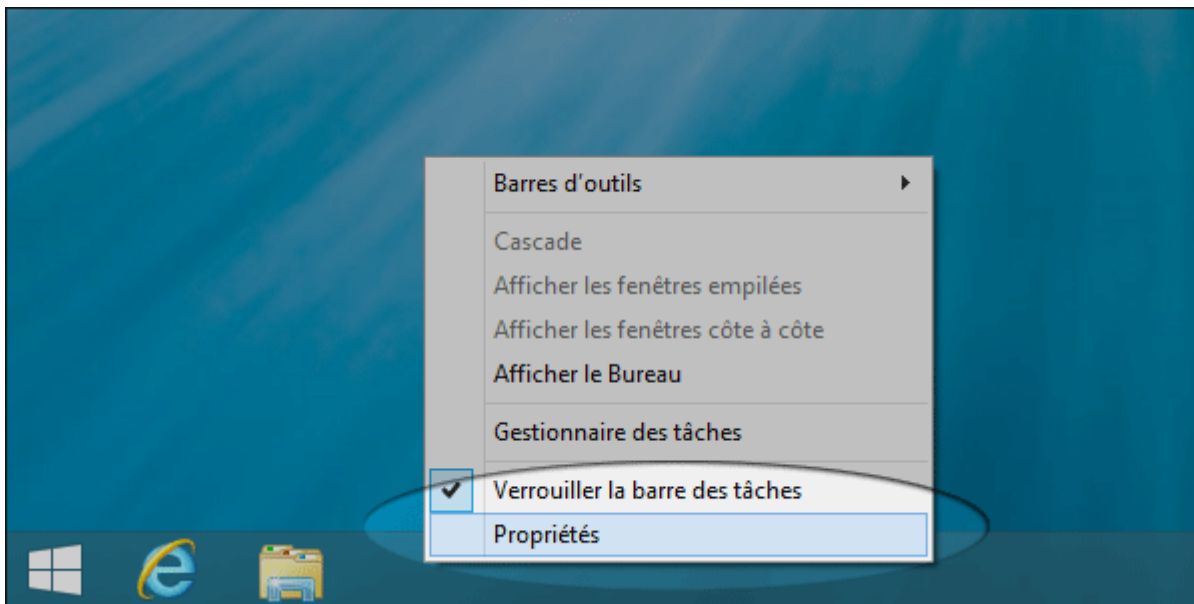 Barres d'outils
Cascade
Afficher les fenêtres empilées
Afficher les fenêtres côte à côte
Afficher le Bureau
Gestionnaire des tâches
Verrouiller la barre des tâches
Propriétés